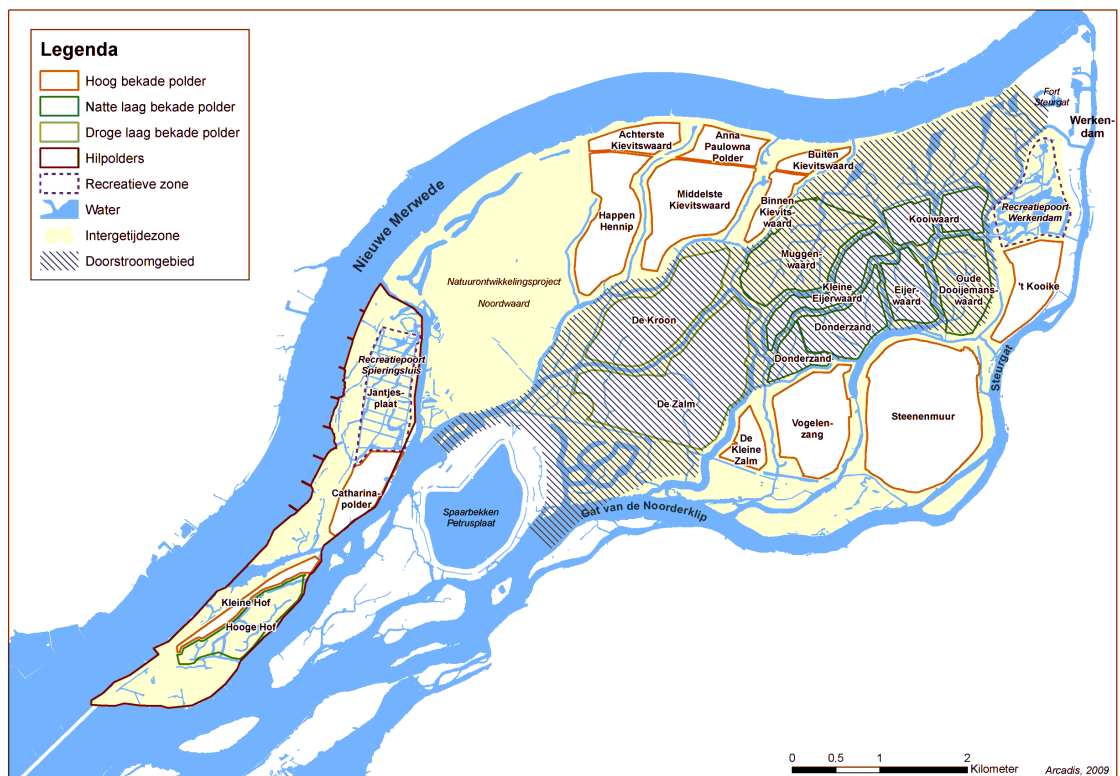 Legenda
Hoog bekade polder
Natte laag bekade polder
Droge laag bekade polder
Hilpolders
Recreatieve zone
Water
Intergetijdezone
Doorstroomgebied
Nieuwe Merwede
Achterste
Kievitswaard
Anna
Paulowna
Polder
Buiten
Kievitswaard
Fort
Steurgat
Werken-
dam
Happen
Hennip
Middelste
Kievitswaard
Binnen
Kievits-
waard
Kooiwaard
Recreatiepoort
Werkendam
Muggen-
waard
Kleine
Eijerwaard
Eijer-
waard
Oude
Dooijemans-
waard
't Kooike
Natuurontwikkelingsproject
Noordwaard
De Kroon
Donderzand
Donderzand
Steurgat
Recreatiepoort
Spieringsluis
Jantjes-
plaat
De Zalm
De
Kleine
Zalm
Vogelen-
zang
Steenenmuur
Catharina-
polder
Spaarbekken
Petrusplaat
Gat van de Noorderklip
Kleine Hof
Hooge Hof
0 0.5 1 2
Kilometer
Arcadis, 2009